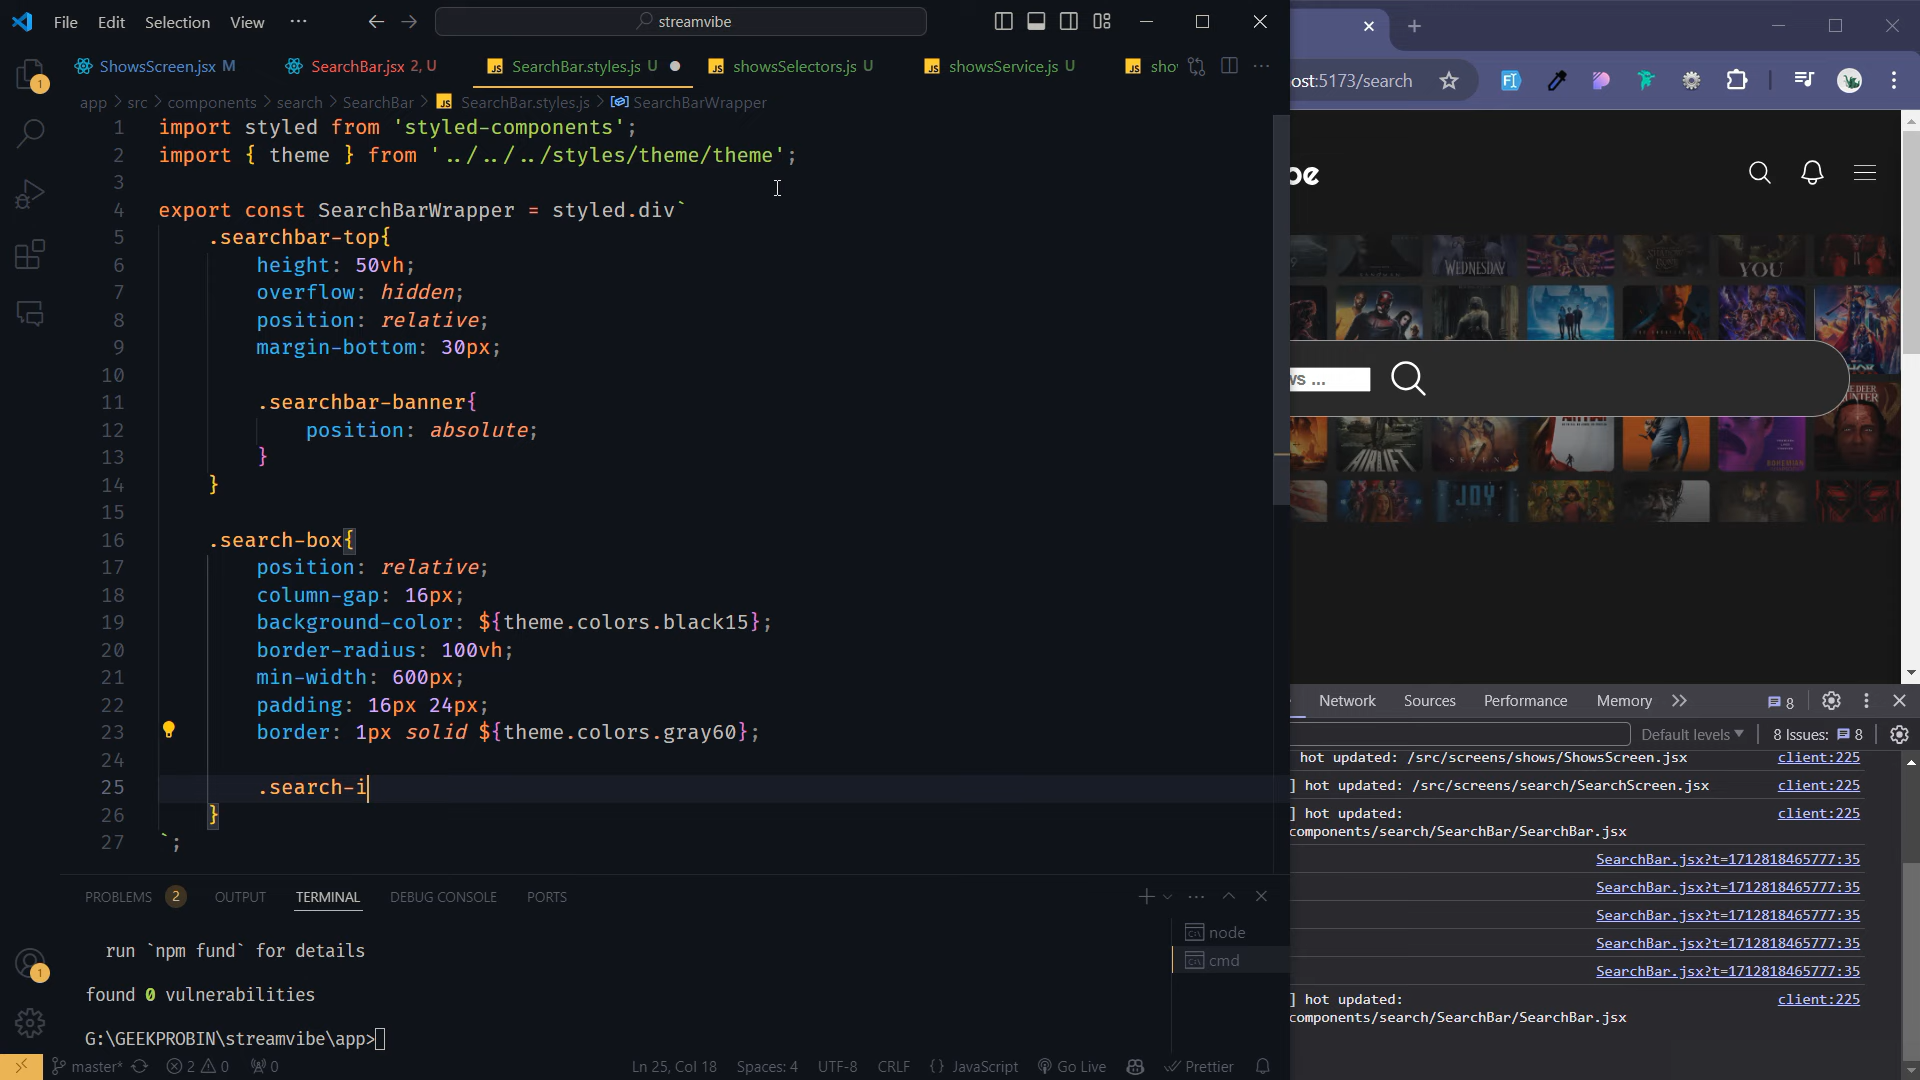 File Edit Selection View ⋯ streamvibe
ShowsScreen.jsx M SearchBar.jsx 2, U SearchBar.styles.js U ● showsSelectors.js U showsService.js U sho
app > src > components > search > SearchBar > SearchBar.styles.js > SearchBarWrapper
1 import styled from 'styled-components';
2 import { theme } from '../../../styles/theme/theme';
3
4 export const SearchBarWrapper = styled.div`
5 .searchbar-top{
6 height: 50vh;
7 overflow: hidden;
8 position: relative;
9 margin-bottom: 30px;
10
11 .searchbar-banner{
12 position: absolute;
13 }
14 }
15
16 .search-box{
17 position: relative;
18 column-gap: 16px;
19 background-color: ${theme.colors.black15};
20 border-radius: 100vh;
21 min-width: 600px;
22 padding: 16px 24px;
23 border: 1px solid ${theme.colors.gray60};
24
25 .search-i
26 }
27 `;
PROBLEMS 2 OUTPUT TERMINAL DEBUG CONSOLE PORTS
run `npm fund` for details
found 0 vulnerabilities
G:\GEEKPROBIN\streamvibe\app>
node
cmd
1
1
master* 2 0 0 Ln 25, Col 18 Spaces: 4 UTF-8 CRLF {} JavaScript Go Live Prettier
ost:5173/search
be
WEDNESDAY
YOU
ws ...
THOR
AIRLIFT
SEVEN
JOY
Network Sources Performance Memory 8
Default levels 8 Issues: 8
hot updated: /src/screens/shows/ShowsScreen.jsx client:225
] hot updated: /src/screens/search/SearchScreen.jsx client:225
] hot updated: client:225
components/search/SearchBar/SearchBar.jsx
SearchBar.jsx?t=1712818465777:35
SearchBar.jsx?t=1712818465777:35
SearchBar.jsx?t=1712818465777:35
SearchBar.jsx?t=1712818465777:35
SearchBar.jsx?t=1712818465777:35
] hot updated: client:225
components/search/SearchBar/SearchBar.jsx